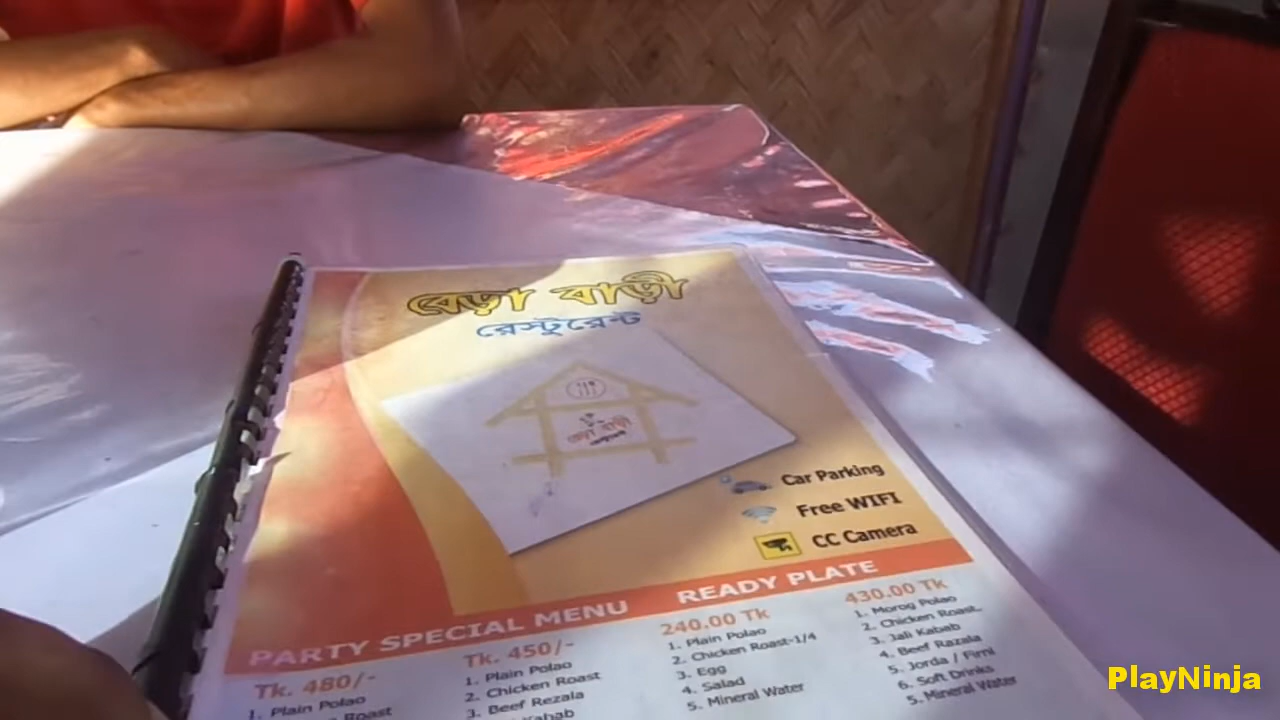 বেড়া বাড়ী
রেস্টুরেন্ট
বেড়া বাড়ী
Car Parking
Free WIFI
CC Camera
PARTY SPECIAL MENU READY PLATE
Tk. 480/-
1. Plain Polao
Roast
Tk. 450/-
1. Plain Polao
2. Chicken Roast
3. Beef Rezala
Kabab
240.00 Tk
1. Plain Polao
2. Chicken Roast-1/4
3. Egg
4. Salad
5. Mineral Water
430.00 Tk
1. Morog Polao
2. Chicken Roast.
3. Jali Kabab
4. Beef Razala
5. Jorda / Firni
6. Soft Drinks
5. Mineral Water
PlayNinja